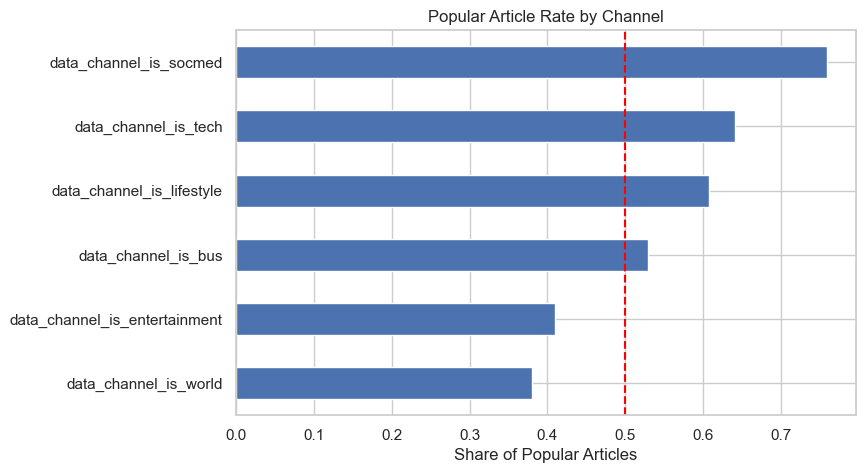 Popular Article Rate by Channel
data_channel_is_socmed
data_channel_is_tech
data_channel_is_lifestyle
data_channel_is_bus
data_channel_is_entertainment
data_channel_is_world
0.0 0.1 0.2 0.3 0.4 0.5 0.6 0.7
Share of Popular Articles